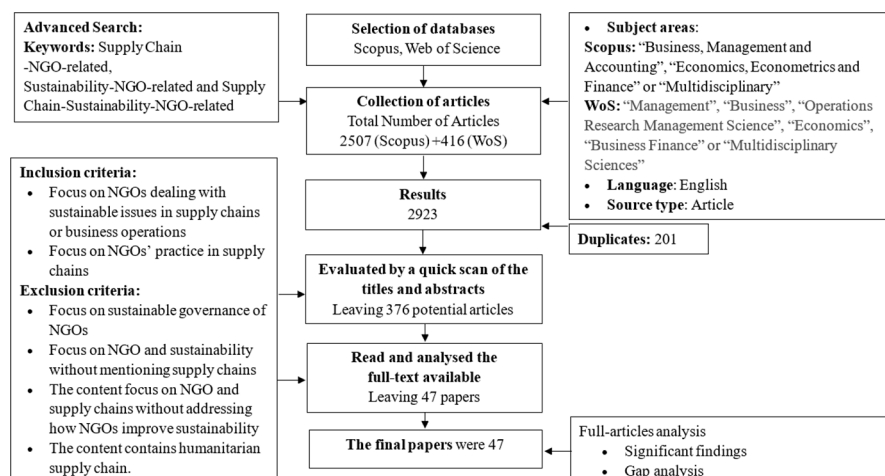 Advanced Search:
Keywords: Supply Chain
-NGO-related,
Sustainability-NGO-related and Supply
Chain-Sustainability-NGO-related
Selection of databases
Scopus, Web of Science
• Subject areas:
Scopus: “Business, Management and
Accounting”, “Economics, Econometrics and
Finance” or “Multidisciplinary”
WoS: “Management”, “Business”, “Operations
Research Management Science”, “Economics”,
“Business Finance” or “Multidisciplinary
Sciences”
• Language: English
• Source type: Article
Collection of articles
Total Number of Articles
2507 (Scopus) +416 (WoS)
Results
2923
Duplicates: 201
Inclusion criteria:
• Focus on NGOs dealing with
sustainable issues in supply chains
or business operations
• Focus on NGOs’ practice in supply
chains
Exclusion criteria:
• Focus on sustainable governance of
NGOs
• Focus on NGO and sustainability
without mentioning supply chains
• The content focus on NGO and
supply chains without addressing
how NGOs improve sustainability
• The content contains humanitarian
supply chain.
Evaluated by a quick scan of the
titles and abstracts
Leaving 376 potential articles
Read and analysed the
full-text available
Leaving 47 papers
The final papers were 47
Full-articles analysis
• Significant findings
• Gap analysis